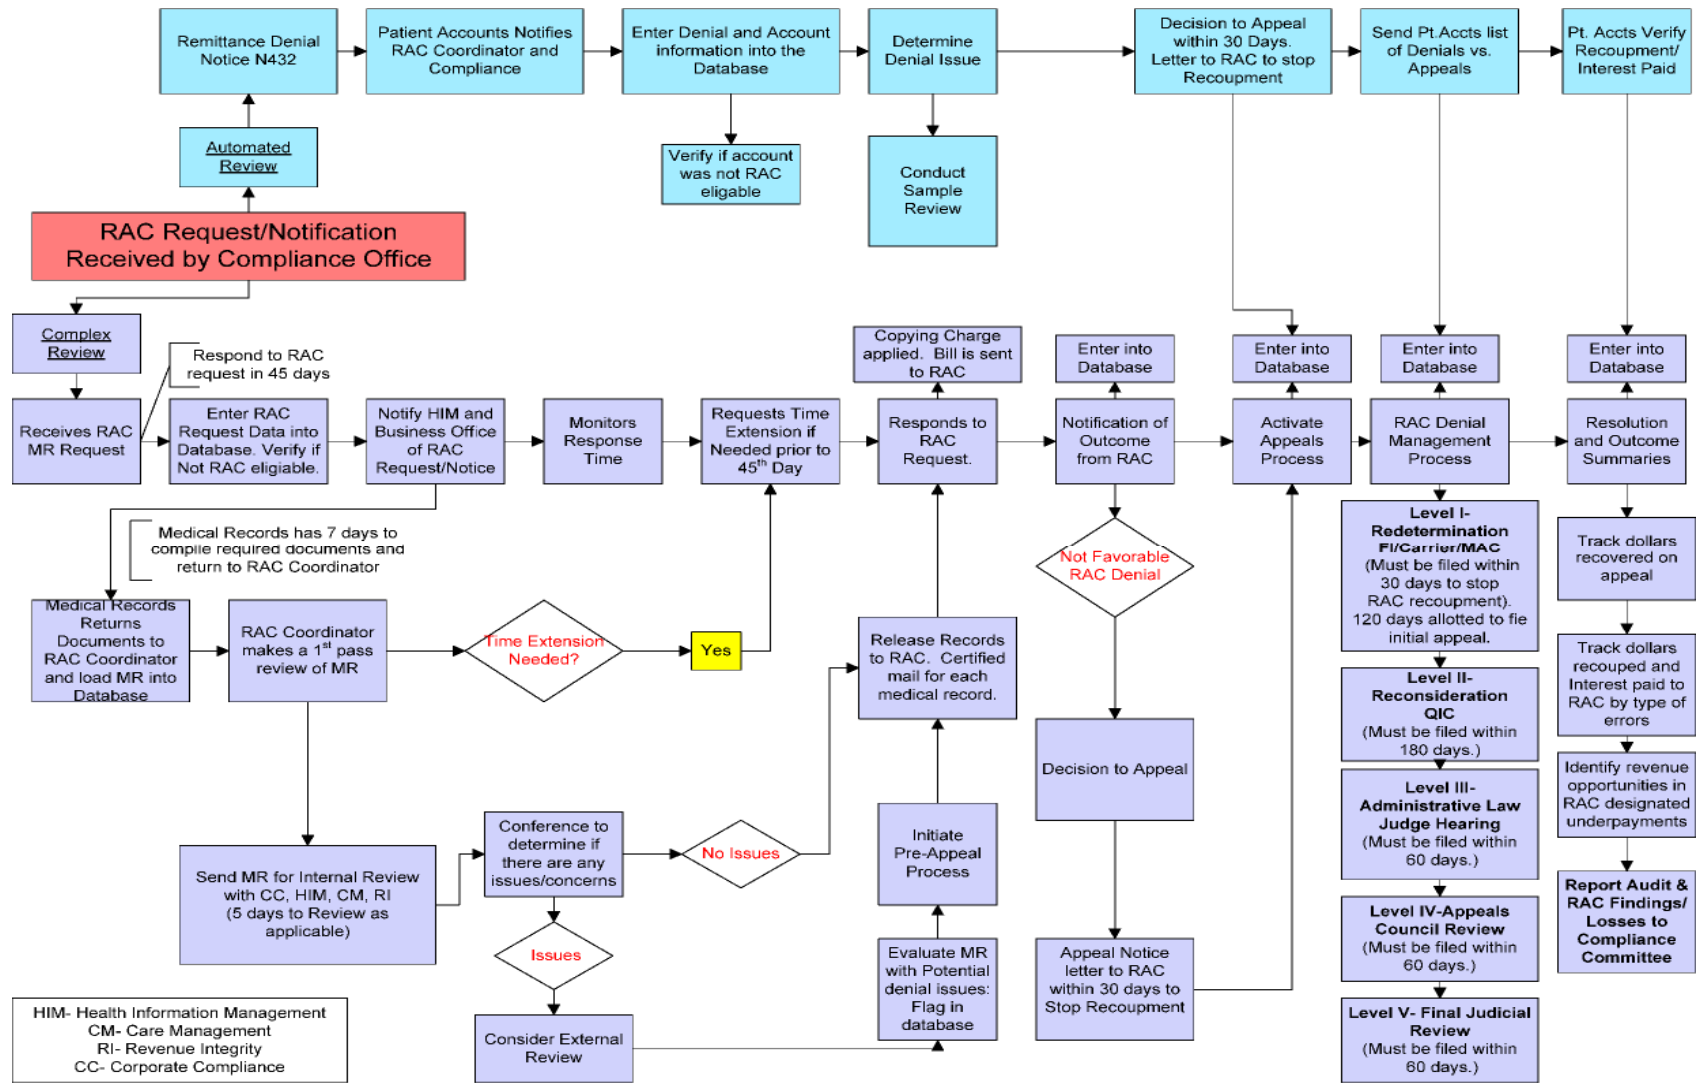 Remittance Denial
Notice N432
Patient Accounts Notifies
RAC Coordinator and
Compliance
Enter Denial and Account
information into the
Database
Determine
Denial Issue
Decision to Appeal
within 30 Days.
Letter to RAC to stop
Recoupment
Send Pt.Accts list
of Denials vs.
Appeals
Pt. Accts Verify
Recoupment/
Interest Paid
Automated
Review
Verify if account
was not RAC
eligable
Conduct
Sample
Review
RAC Request/Notification
Received by Compliance Office
Complex
Review
Respond to RAC
request in 45 days
Copying Charge
applied. Bill is sent
to RAC
Enter into
Database
Enter into
Database
Enter into
Database
Enter into
Database
Receives RAC
MR Request
Enter RAC
Request Data into
Database. Verify if
Not RAC eligiable.
Notify HIM and
Business Office
of RAC
Request/Notice
Monitors
Response
Time
Requests Time
Extension if
Needed prior to
45th Day
Responds to
RAC
Request.
Notification of
Outcome
from RAC
Activate
Appeals
Process
RAC Denial
Management
Process
Resolution
and Outcome
Summaries
Medical Records has 7 days to
compile required documents and
return to RAC Coordinator
Not Favorable
RAC Denial
Level I-
Redetermination
FI/Carrier/MAC
(Must be filed within
30 days to stop
RAC recoupment).
120 days allotted to fie
initial appeal.
Track dollars
recovered on
appeal
Medical Records
Returns
Documents to
RAC Coordinator
and load MR into
Database
RAC Coordinator
makes a 1st pass
review of MR
Time Extension
Needed?
Yes
Release Records
to RAC. Certified
mail for each
medical record.
Track dollars
recouped and
Interest paid to
RAC by type of
errors
Level II-
Reconsideration
QIC
(Must be filed within
180 days.)
Decision to Appeal
Identify revenue
opportunities in
RAC designated
underpayments
Level III-
Administrative Law
Judge Hearing
(Must be filed within
60 days.)
Send MR for Internal Review
with CC, HIM, CM, RI
(5 days to Review as
applicable)
Conference to
determine if
there are any
issues/concerns
No Issues
Initiate
Pre-Appeal
Process
Report Audit &
RAC Findings/
Losses to
Compliance
Committee
Level IV-Appeals
Council Review
(Must be filed within
60 days.)
Issues
Evaluate MR
with Potential
denial issues:
Flag in
database
Appeal Notice
letter to RAC
within 30 days to
Stop Recoupment
Consider External
Review
Level V- Final Judicial
Review
(Must be filed within
60 days.)
HIM- Health Information Management
CM- Care Management
RI- Revenue Integrity
CC- Corporate Compliance